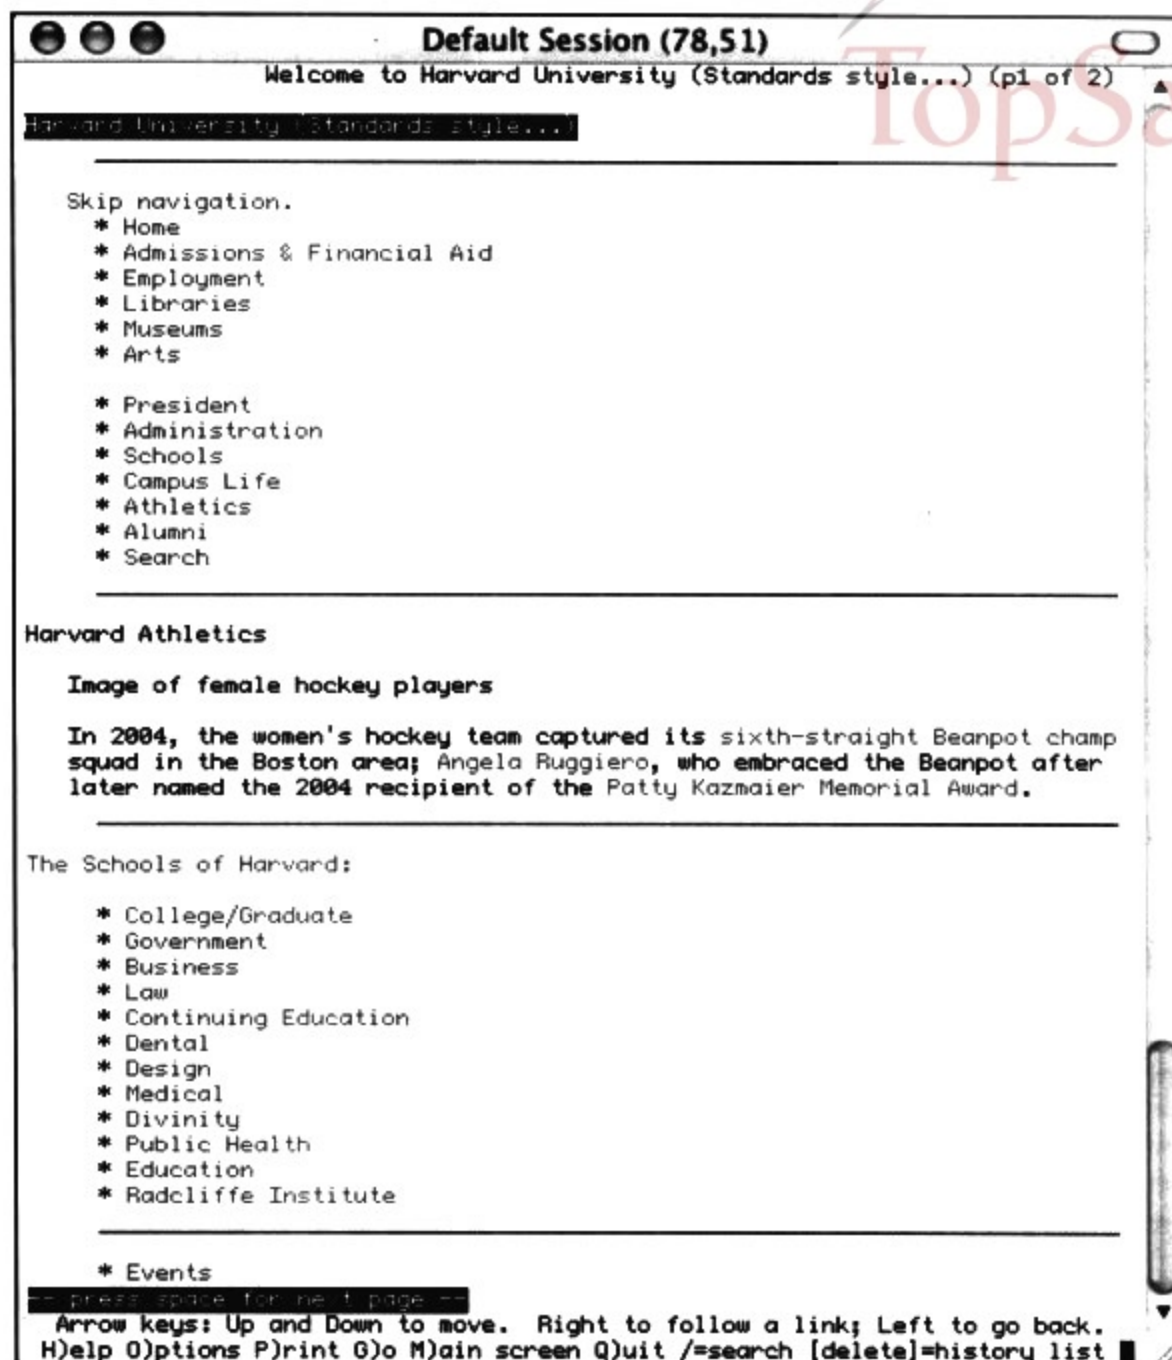 Default Session (78,51)
Welcome to Harvard University (Standards style...) (p1 of 2)
TopSa
Harvard University (Standards style...)
Skip navigation.
* Home
* Admissions & Financial Aid
* Employment
* Libraries
* Museums
* Arts
* President
* Administration
* Schools
* Campus Life
* Athletics
* Alumni
* Search
Harvard Athletics
Image of female hockey players
In 2004, the women's hockey team captured its sixth-straight Beanpot champ
squad in the Boston area; Angela Ruggiero, who embraced the Beanpot after
later named the 2004 recipient of the Patty Kazmaier Memorial Award.
The Schools of Harvard:
* College/Graduate
* Government
* Business
* Law
* Continuing Education
* Dental
* Design
* Medical
* Divinity
* Public Health
* Education
* Radcliffe Institute
* Events
-- press space for next page --
Arrow keys: Up and Down to move. Right to follow a link; Left to go back.
H)elp O)ptions P)rint G)o M)ain screen Q)uit /=search [delete]=history list